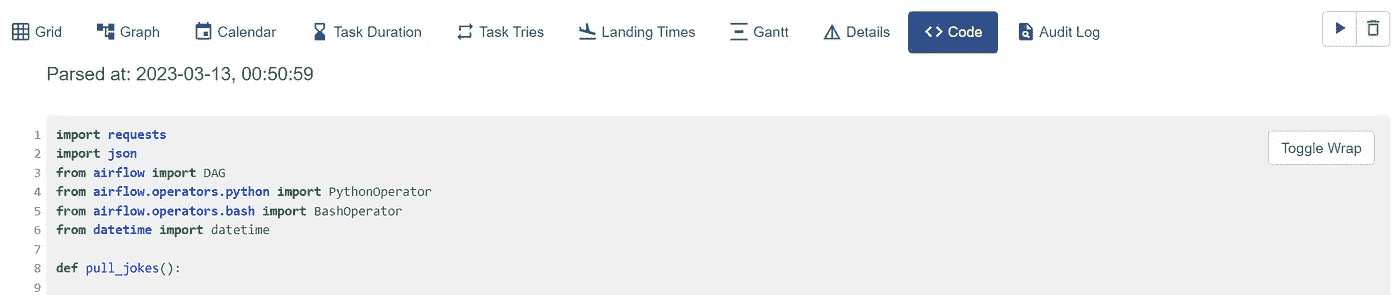 Grid Graph Calendar Task Duration Task Tries Landing Times Gantt Details <> Code Audit Log
Parsed at: 2023-03-13, 00:50:59
Toggle Wrap
1 import requests
2 import json
3 from airflow import DAG
4 from airflow.operators.python import PythonOperator
5 from airflow.operators.bash import BashOperator
6 from datetime import datetime
7
8 def pull_jokes():
9